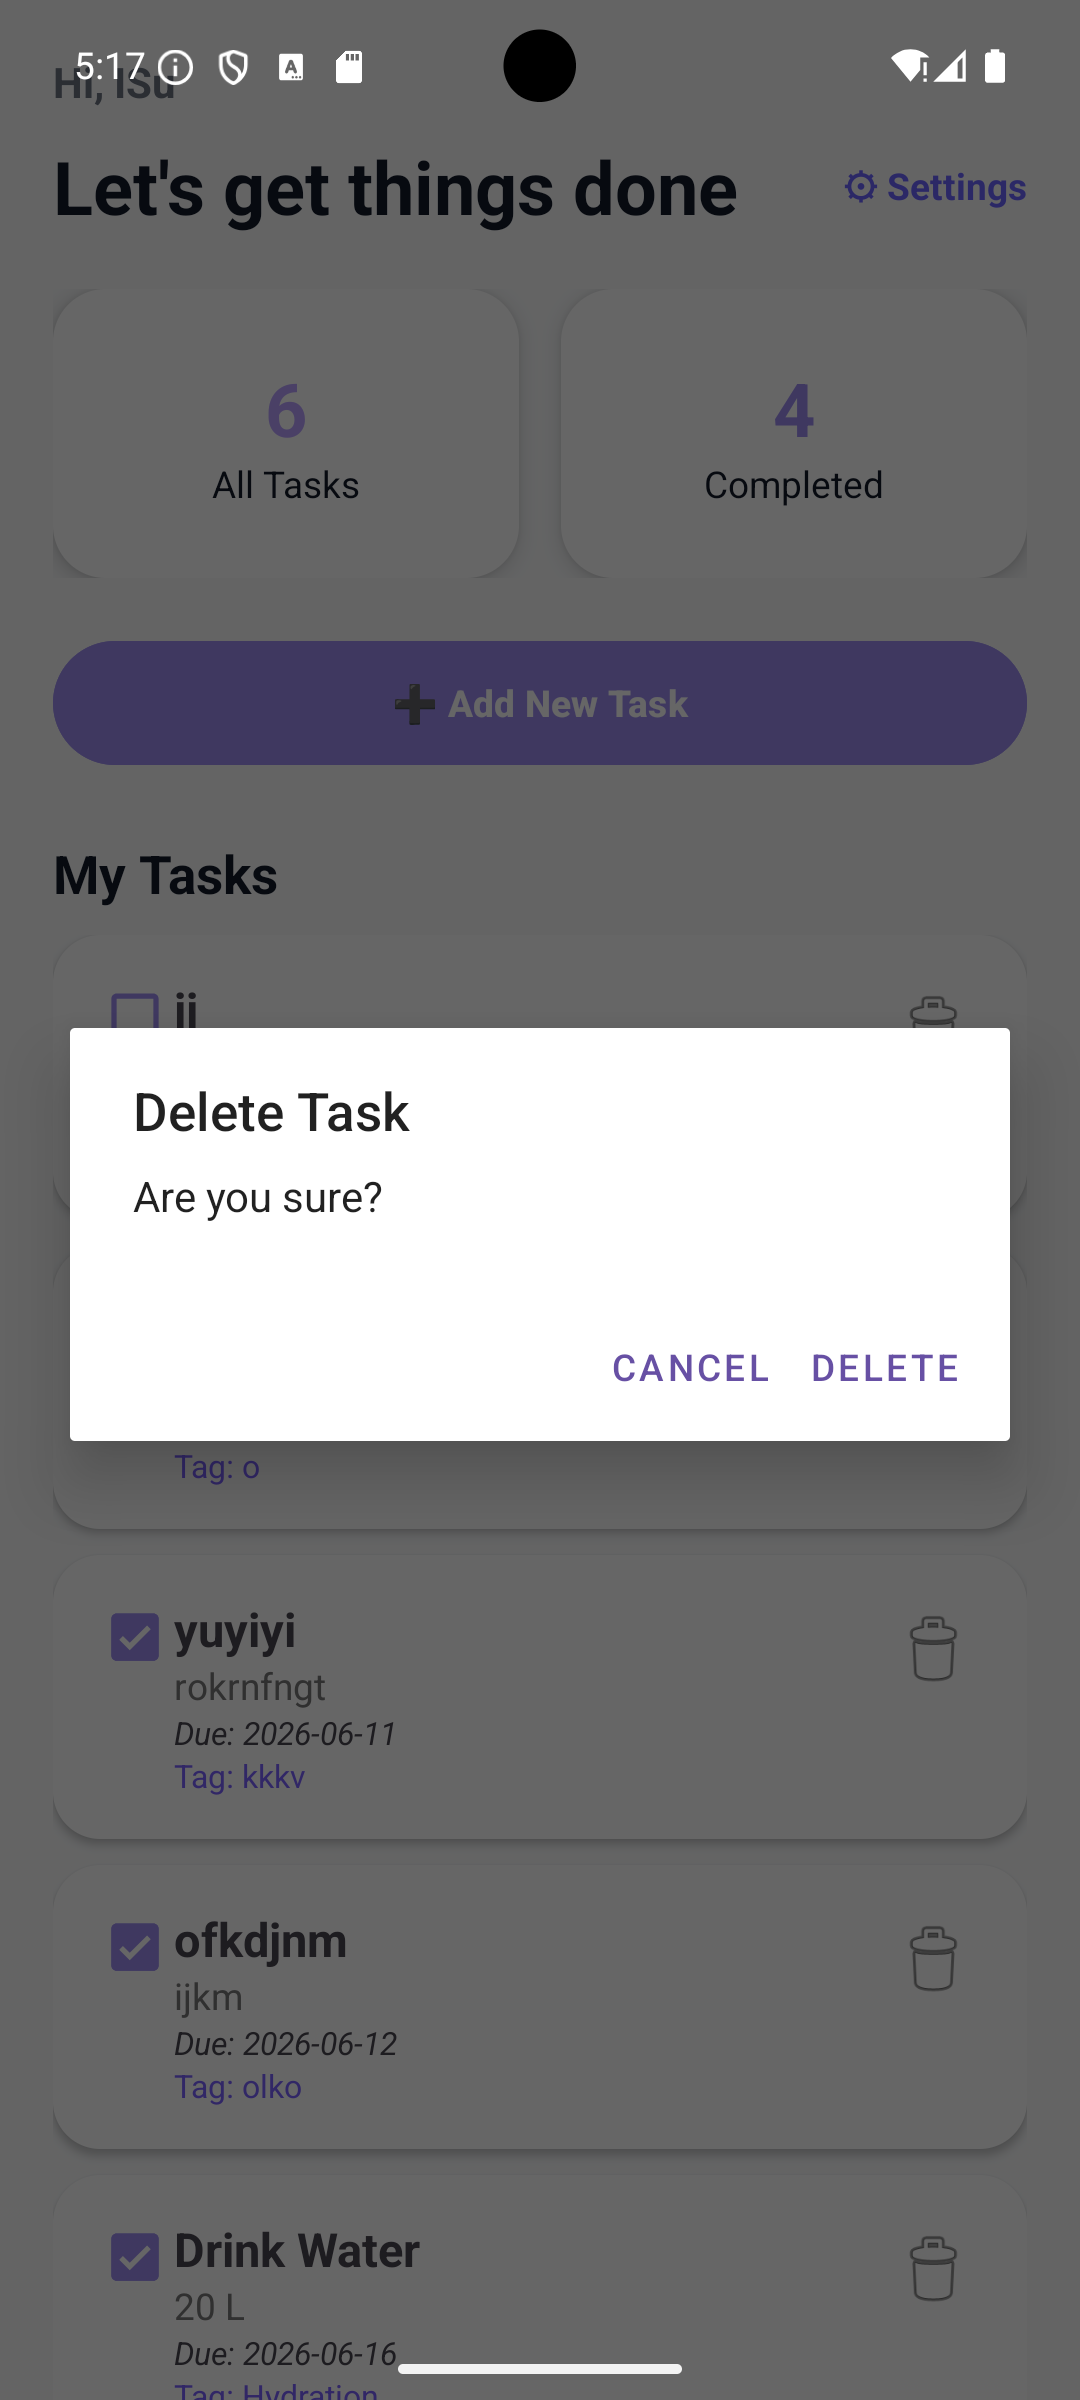 5:17
Hi, ISu
Let's get things done
Settings
6
All Tasks
4
Completed
Add New Task
My Tasks
Delete Task
Are you sure?
CANCEL
DELETE
Tag: o
yuyiyi
rokrnfngt
Due: 2026-06-11
Tag: kkkv
ofkdjnm
ijkm
Due: 2026-06-12
Tag: olko
Drink Water
20 L
Due: 2026-06-16
Tag: Hydration